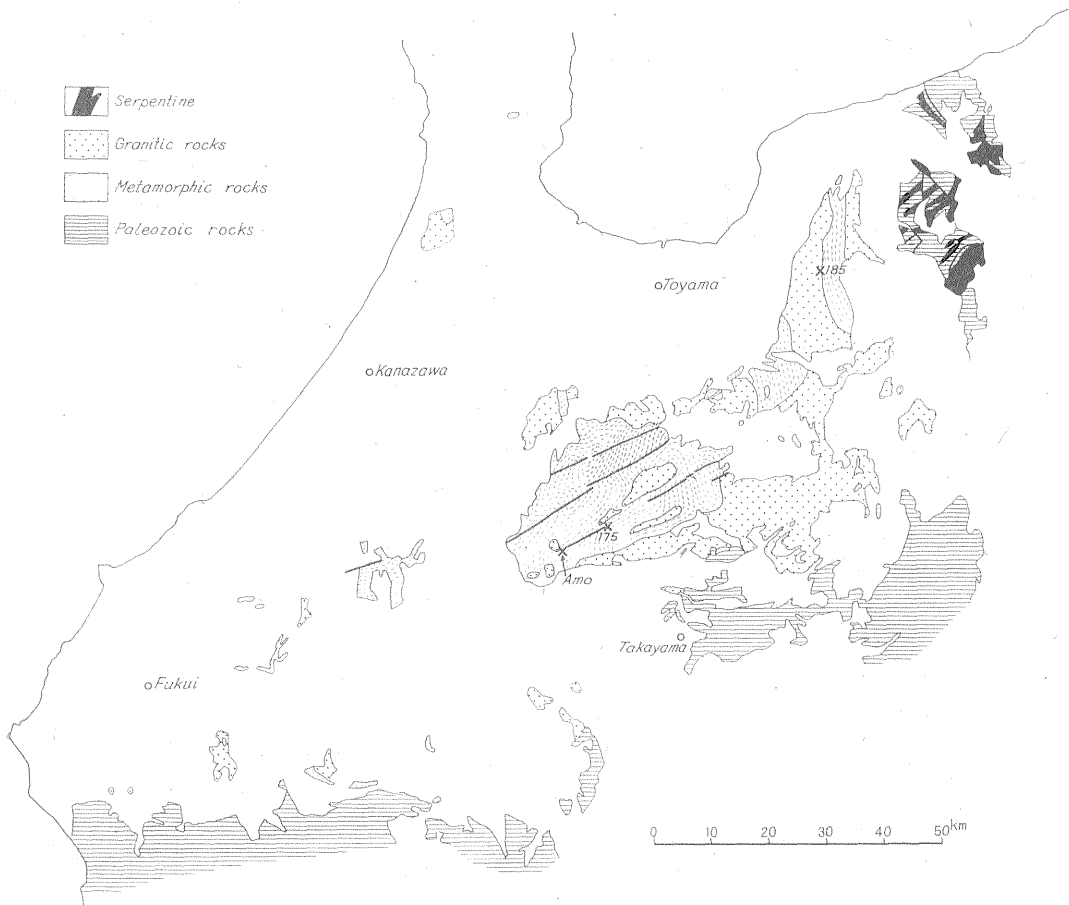 Serpentine
Granitic rocks
Metamorphic rocks
Paleozoic rocks
Toyama
185
Kanazawa
175
Amo
Takayama
Fukui
0 10 20 30 40 50km